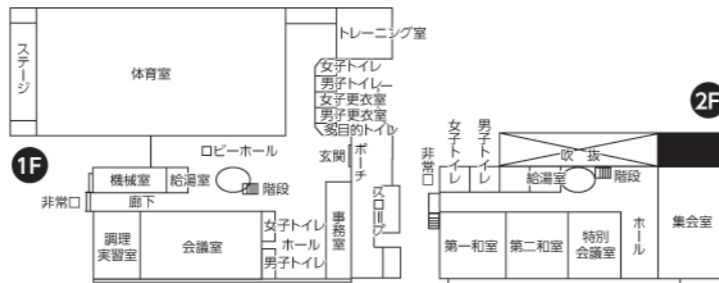 トレーニング室
ステージ
体育室
女子トイレ
男子トイレ
女子更衣室
男子更衣室
多目的トイレ
1F
ロビーホール
玄関
ポーチ
機械室
給湯室
階段
スロープ
非常口
廊下
調理
実習室
会議室
女子トイレ
ホール
男子トイレ
事務室
2F
女子トイレ
男子トイレ
吹抜
非常口
給湯室
階段
第一和室
第二和室
特別
会議室
ホール
集会室